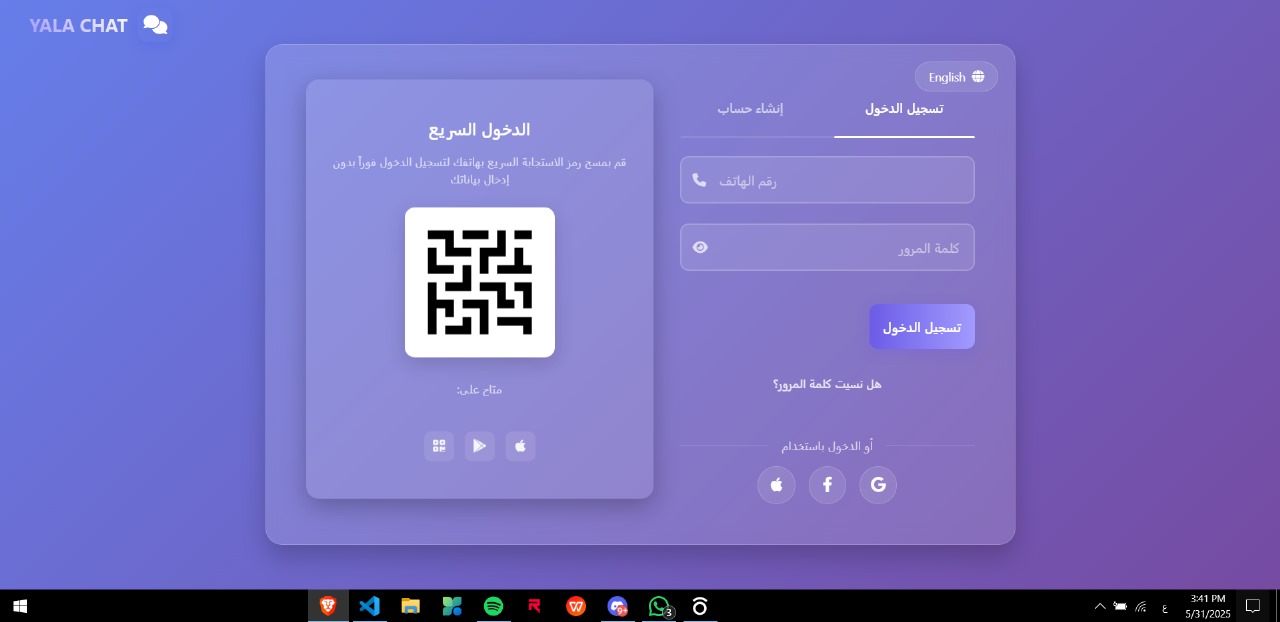 YALA CHAT
English
تسجيل الدخول
إنشاء حساب
رقم الهاتف
كلمة المرور
تسجيل الدخول
هل نسيت كلمة المرور؟
أو الدخول باستخدام
الدخول السريع
قم بمسح رمز الاستجابة السريع بهاتفك لتسجيل الدخول فوراً بدون
إدخال بياناتك
متاح على:
9+
3
ع
3:41 PM
5/31/2025